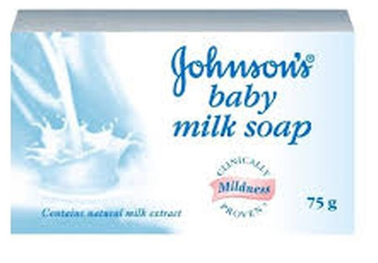 Johnson's®
baby
milk soap
CLINICALLY
Mildness
PROVEN*
75 g
Contains natural milk extract